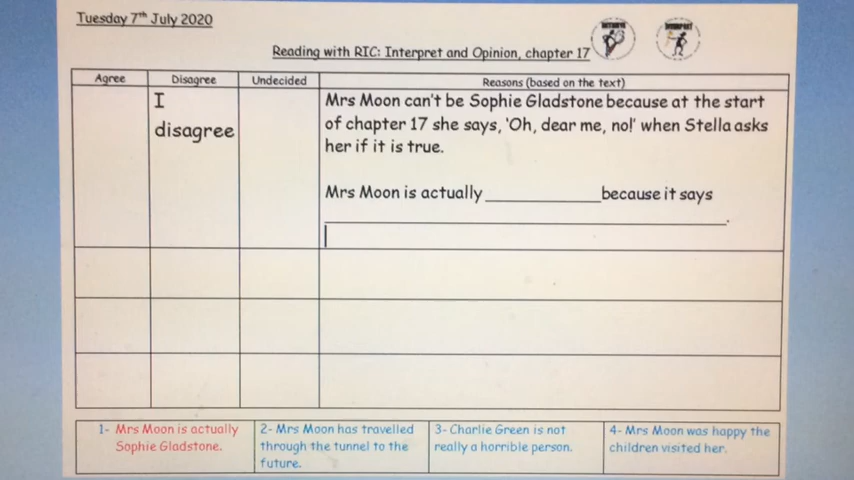 Tuesday 7th July 2020
Reading with RIC: Interpret and Opinion, chapter 17
Agree Disagree Undecided Reasons (based on the text)
I
disagree
Mrs Moon can't be Sophie Gladstone because at the start
of chapter 17 she says, 'Oh, dear me, no!' when Stella asks
her if it is true.
Mrs Moon is actually ____________because it says
________________________________________.
1- Mrs Moon is actually
Sophie Gladstone.
2- Mrs Moon has travelled
through the tunnel to the
future.
3- Charlie Green is not
really a horrible person.
4- Mrs Moon was happy the
children visited her.